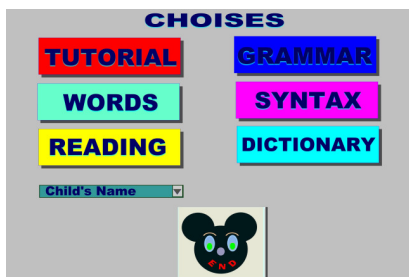 CHOISES
TUTORIAL
GRAMMAR
WORDS
SYNTAX
READING
DICTIONARY
Child's Name
END